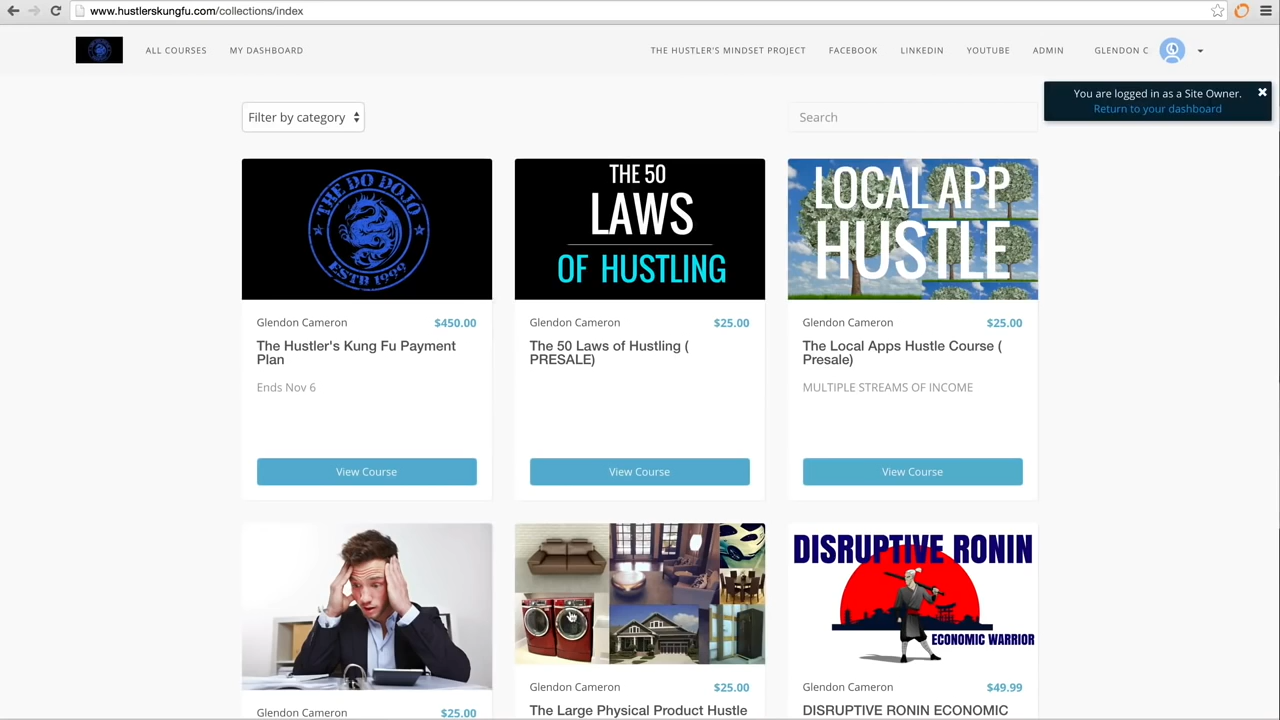 www.hustlerskungfu.com/collections/index
ALL COURSES MY DASHBOARD THE HUSTLER'S MINDSET PROJECT FACEBOOK LINKEDIN YOUTUBE ADMIN GLENDON C
You are logged in as a Site Owner.
Return to your dashboard
Filter by category
Search
THE DO DOJO
ESTB 1999
THE 50
LAWS
OF HUSTLING
LOCAL APP
HUSTLE
Glendon Cameron $450.00
The Hustler's Kung Fu Payment
Plan
Ends Nov 6
View Course
Glendon Cameron $25.00
The 50 Laws of Hustling (
PRESALE)
View Course
Glendon Cameron $25.00
The Local Apps Hustle Course (
Presale)
MULTIPLE STREAMS OF INCOME
View Course
Glendon Cameron $25.00
Glendon Cameron $25.00
The Large Physical Product Hustle
DISRUPTIVE RONIN
ECONOMIC WARRIOR
Glendon Cameron $49.99
DISRUPTIVE RONIN ECONOMIC